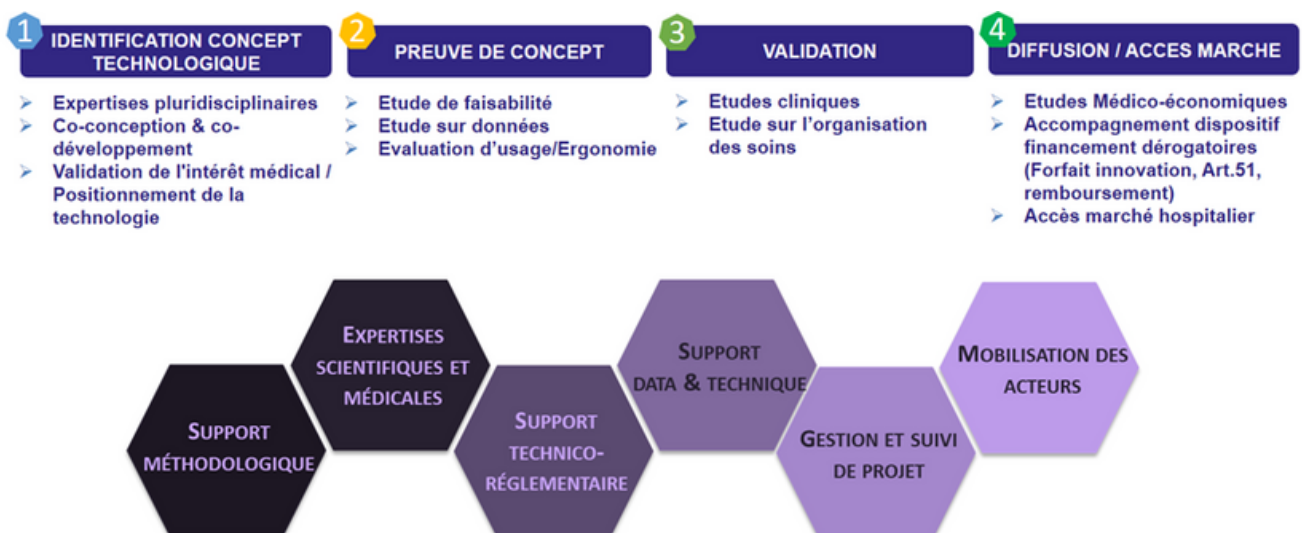 1
IDENTIFICATION CONCEPT
TECHNOLOGIQUE
➢ Expertises pluridisciplinaires
➢ Co-conception & co-
développement
➢ Validation de l'intérêt médical /
Positionnement de la
technologie
2
PREUVE DE CONCEPT
➢ Etude de faisabilité
➢ Etude sur données
➢ Evaluation d’usage/Ergonomie
3
VALIDATION
➢ Etudes cliniques
➢ Etude sur l’organisation
des soins
4
DIFFUSION / ACCES MARCHE
➢ Etudes Médico-économiques
➢ Accompagnement dispositif
financement dérogatoires
(Forfait innovation, Art.51,
remboursement)
➢ Accès marché hospitalier
SUPPORT
MÉTHODOLOGIQUE
EXPERTISES
SCIENTIFIQUES ET
MÉDICALES
SUPPORT
TECHNICO-
RÉGLEMENTAIRE
SUPPORT
DATA & TECHNIQUE
GESTION ET SUIVI
DE PROJET
MOBILISATION DES
ACTEURS